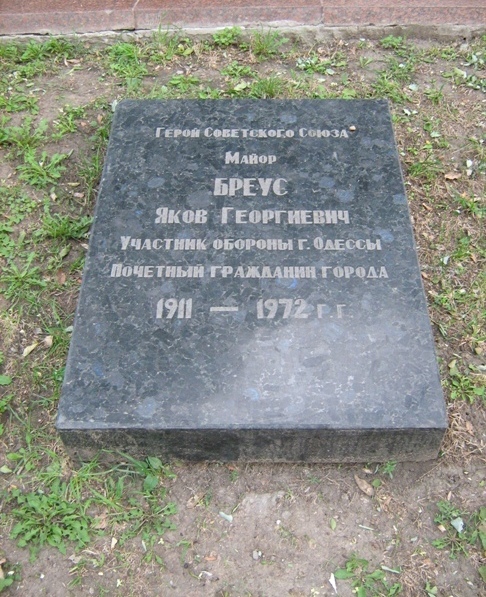 Герой Советского Союза
Майор
БРЕУС
Яков Георгиевич
Участник обороны г. Одессы
Почетный гражданин города
1911 — 1972 г.г.